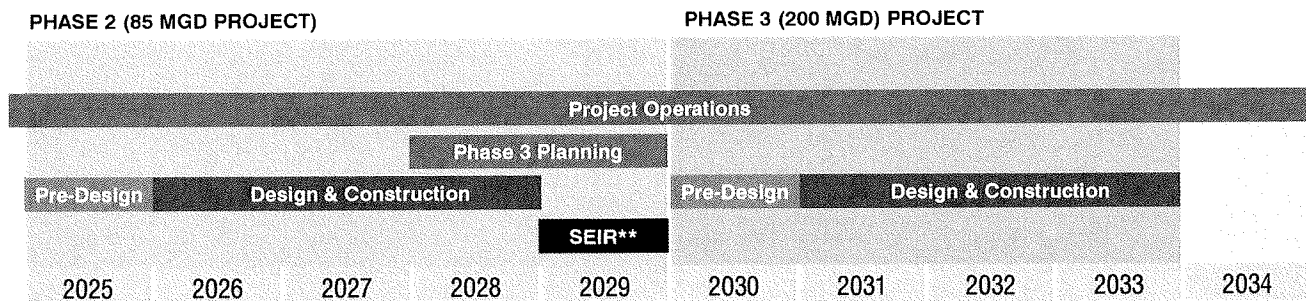 PHASE 2 (85 MGD PROJECT)
PHASE 3 (200 MGD) PROJECT
Project Operations
Phase 3 Planning
Pre-Design
Design & Construction
Pre-Design
Design & Construction
SEIR**
2025 2026 2027 2028 2029 2030 2031 2032 2033 2034